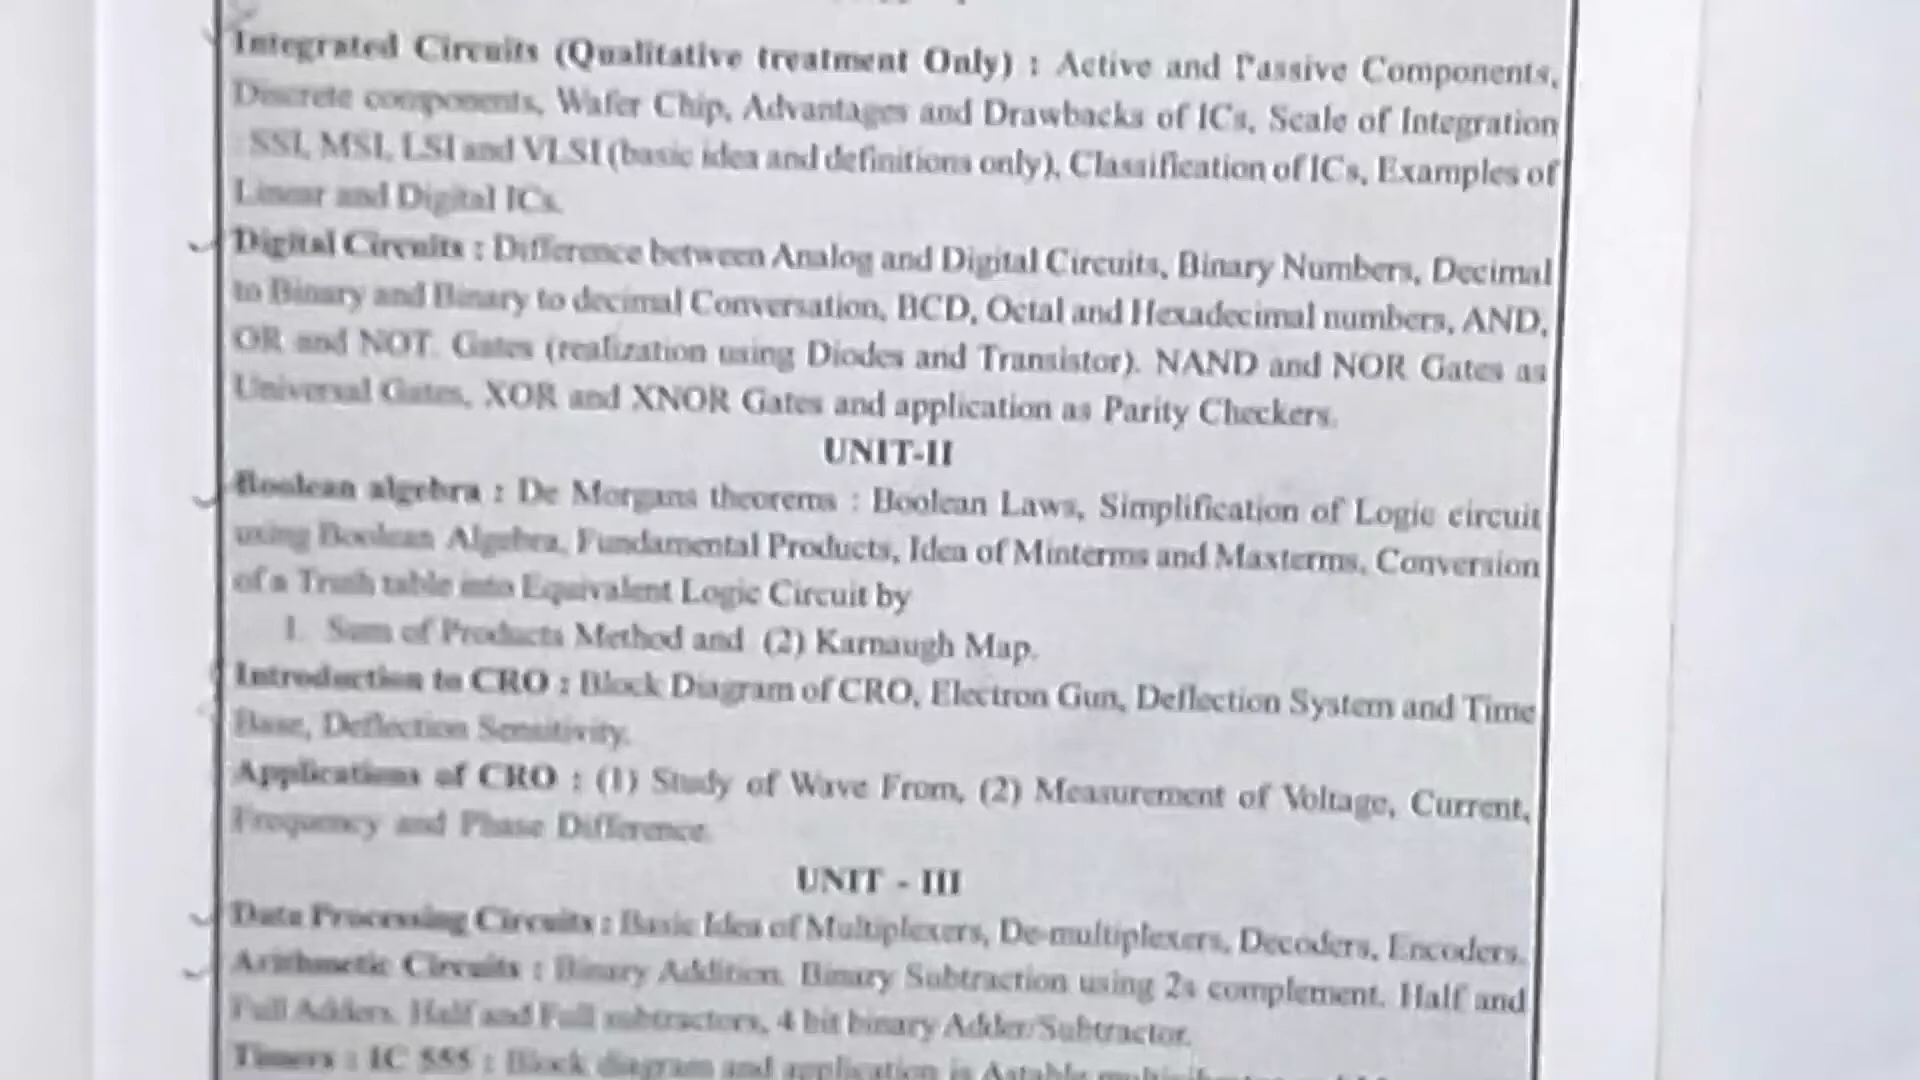 Integrated Circuits (Qualitative treatment Only) : Active and Passive Components,
Discrete components, Wafer Chip, Advantages and Drawbacks of ICs, Scale of Integration
SSI, MSI, LSI and VLSI (basic idea and definitions only), Classification of ICs, Examples of
Linear and Digital ICs.
Digital Circuits : Difference between Analog and Digital Circuits, Binary Numbers, Decimal
to Binary and Binary to decimal Conversation, BCD, Octal and Hexadecimal numbers, AND,
OR and NOT. Gates (realization using Diodes and Transistor). NAND and NOR Gates as
Universal Gates, XOR and XNOR Gates and application as Parity Checkers.
UNIT-II
Boolean algebra : De Morgans theorems : Boolean Laws, Simplification of Logic circuit
using Boolean Algebra, Fundamental Products, Idea of Minterms and Maxterms, Conversion
of a Truth table into Equivalent Logic Circuit by
1. Sum of Products Method and (2) Karnaugh Map.
Introduction to CRO : Block Diagram of CRO, Electron Gun, Deflection System and Time
Base, Deflection Sensitivity.
Applications of CRO : (1) Study of Wave From, (2) Measurement of Voltage, Current,
Frequency and Phase Difference.
UNIT - III
Data Processing Circuits : Basic Idea of Multiplexers, De-multiplexers, Decoders, Encoders.
Arithmetic Circuits : Binary Addition. Binary Subtraction using 2s complement. Half and
Full Adders. Half and Full subtractors, 4 bit binary Adder/Subtractor.
Timers : IC 555 : Block diagram and application is Astable